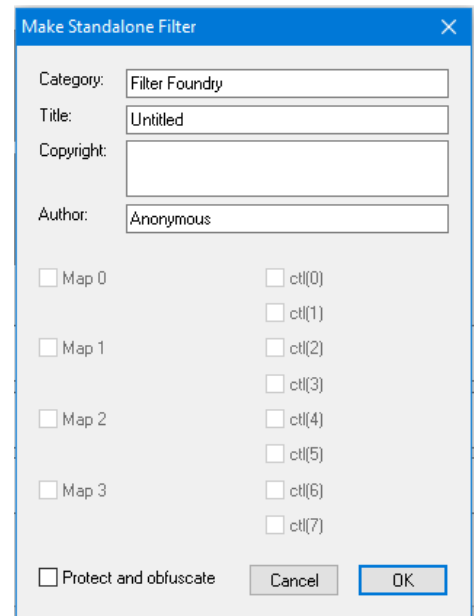 Make Standalone Filter
Category: Filter Foundry
Title: Untitled
Copyright:
Author: Anonymous
Map 0 ctl(0)
ctl(1)
Map 1 ctl(2)
ctl(3)
Map 2 ctl(4)
ctl(5)
Map 3 ctl(6)
ctl(7)
Protect and obfuscate Cancel OK